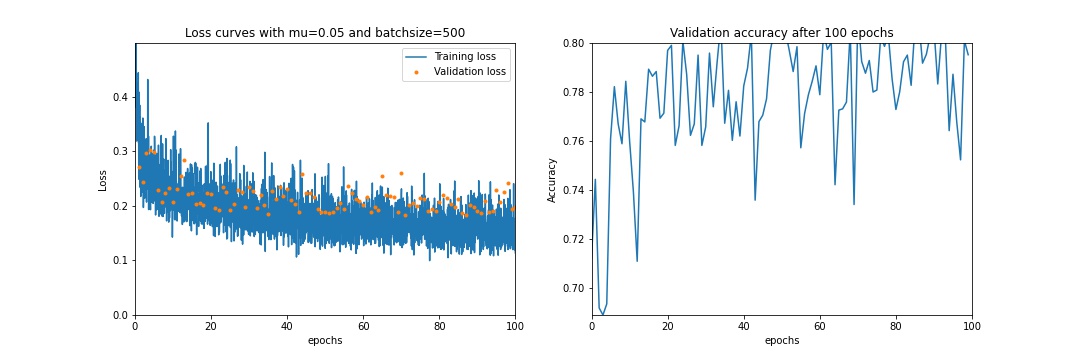 Loss curves with mu=0.05 and batchsize=500
Training loss
Validation loss
0.4
0.3
0.2
0.1
0.0
Loss
0
20
40
60
80
100
epochs
Validation accuracy after 100 epochs
0.80
0.78
0.76
0.74
0.72
0.70
Accuracy
0
20
40
60
80
100
epochs